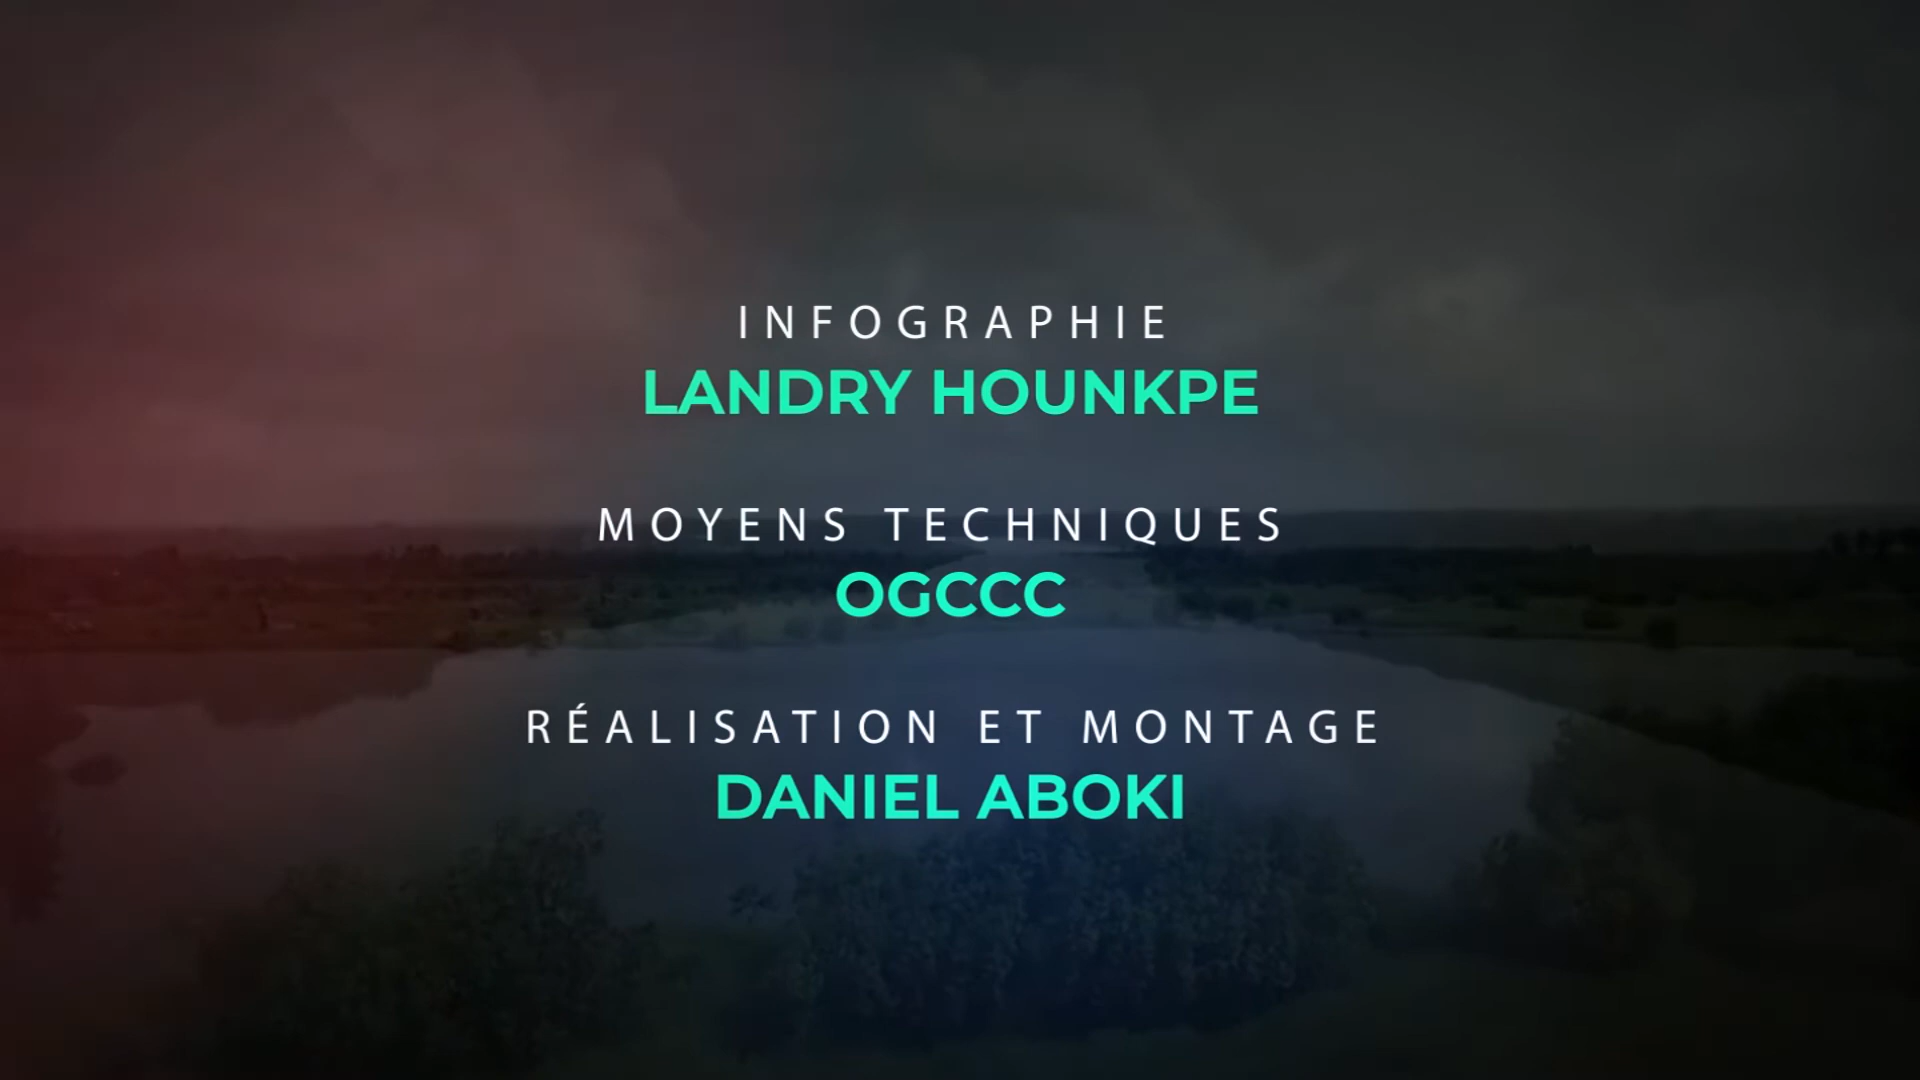 INFOGRAPHIE
LANDRY HOUNKPE
MOYENS TECHNIQUES
OGCCC
RÉALISATION ET MONTAGE
DANIEL ABOKI